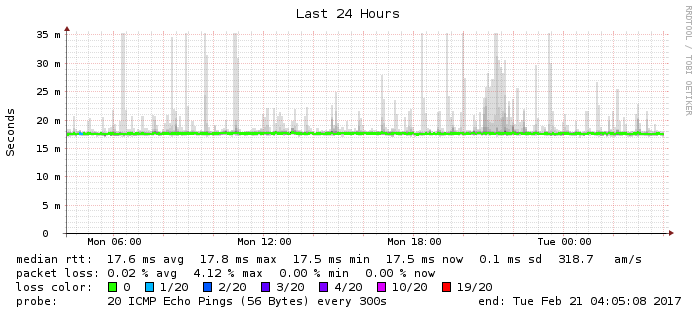 Last 24 Hours
RRDTOOL / TOBI OETIKER
Seconds
35 m
30 m
25 m
20 m
15 m
10 m
5 m
0
Mon 06:00 Mon 12:00 Mon 18:00 Tue 00:00
median rtt: 17.6 ms avg 17.8 ms max 17.5 ms min 17.5 ms now 0.1 ms sd 318.7 am/s
packet loss: 0.02 % avg 4.12 % max 0.00 % min 0.00 % now
loss color: 0 1/20 2/20 3/20 4/20 10/20 19/20
probe: 20 ICMP Echo Pings (56 Bytes) every 300s end: Tue Feb 21 04:05:08 2017